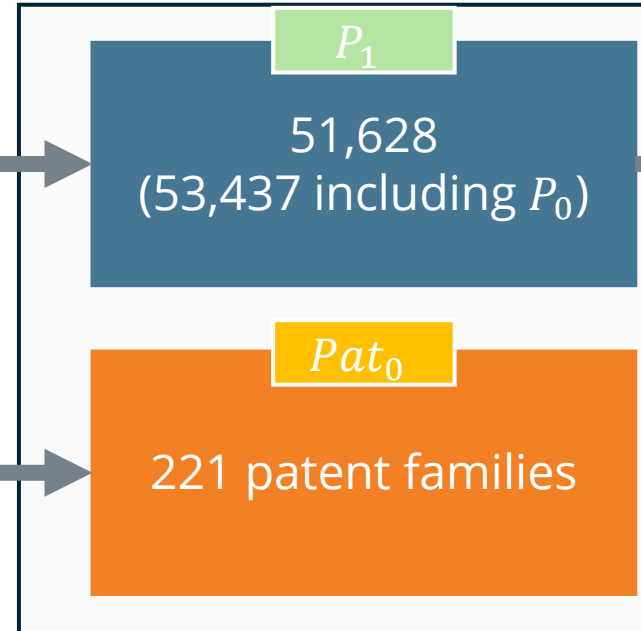 P₁
51,628
(53,437 including P₀)
Pat₀
221 patent families